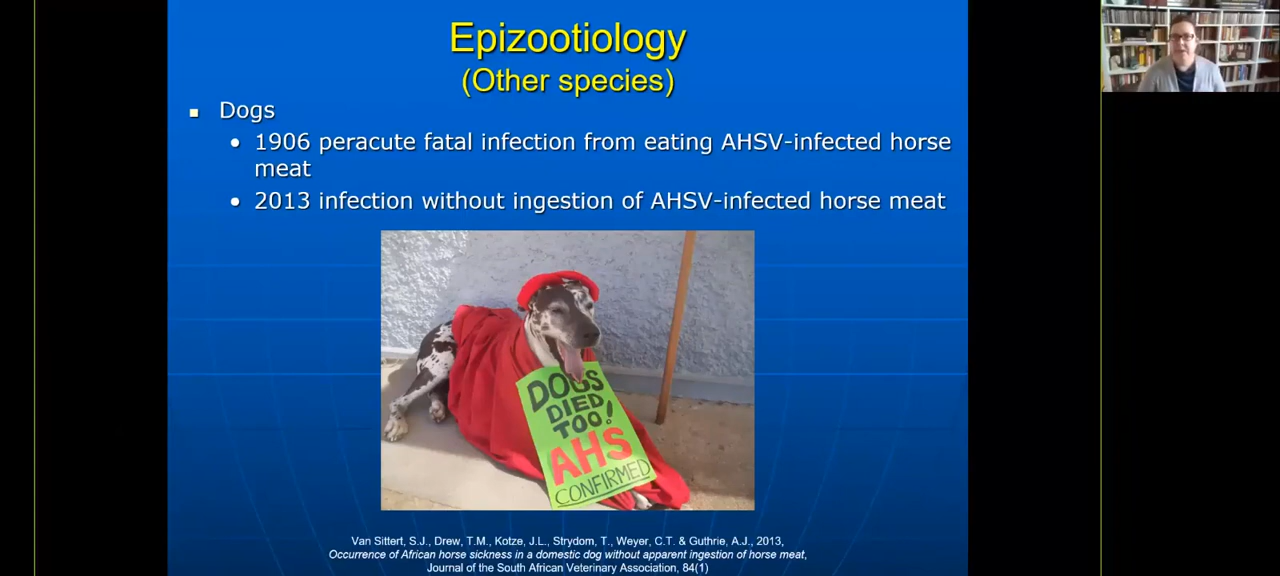 Epizootiology
(Other species)
Dogs
1906 peracute fatal infection from eating AHSV-infected horse
meat
2013 infection without ingestion of AHSV-infected horse meat
DOGS
DIED
TOO!
AHS
CONFIRMED
Van Sittert, S.J., Drew, T.M., Kotze, J.L., Strydom, T., Weyer, C.T. & Guthrie, A.J., 2013,
Occurrence of African horse sickness in a domestic dog without apparent ingestion of horse meat,
Journal of the South African Veterinary Association, 84(1)